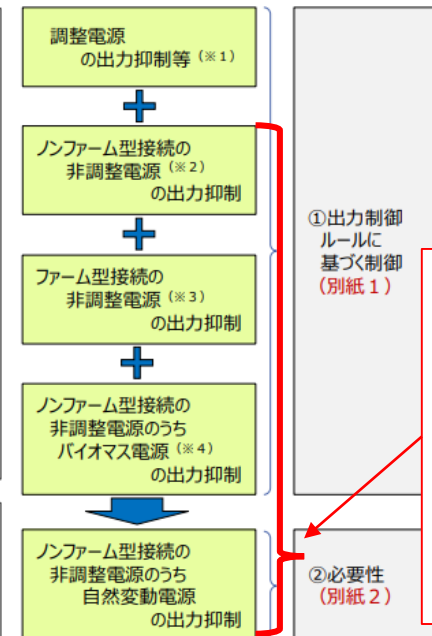 調整電源
の出力抑制等（※1）
ノンファーム型接続の
非調整電源（※2）
の出力抑制
ファーム型接続の
非調整電源（※3）
の出力抑制
ノンファーム型接続の
非調整電源のうち
バイオマス電源（※4）
の出力抑制
ノンファーム型接続の
非調整電源のうち
自然変動電源
の出力抑制
①出力制御
ルールに
基づく制御
（別紙１）
②必要性
（別紙２）